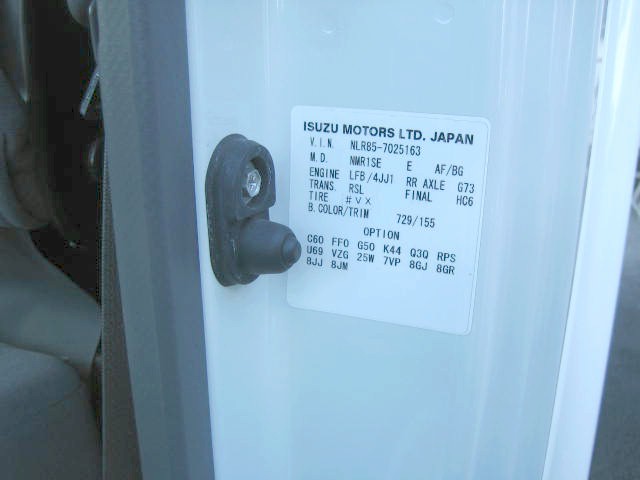 ISUZU MOTORS LTD. JAPAN
V.I.N. NLR85-7025163
M.D. NMR1SE E AF/BG
ENGINE LFB/4JJ1 RR AXLE G73
TRANS. RSL FINAL HC6
TIRE #VX
B.COLOR/TRIM 729/155
OPTION
C60 FF0 G50 K44 Q3Q RPS
U69 VZG 25W 7VP 8GJ 8GR
8JJ 8JM